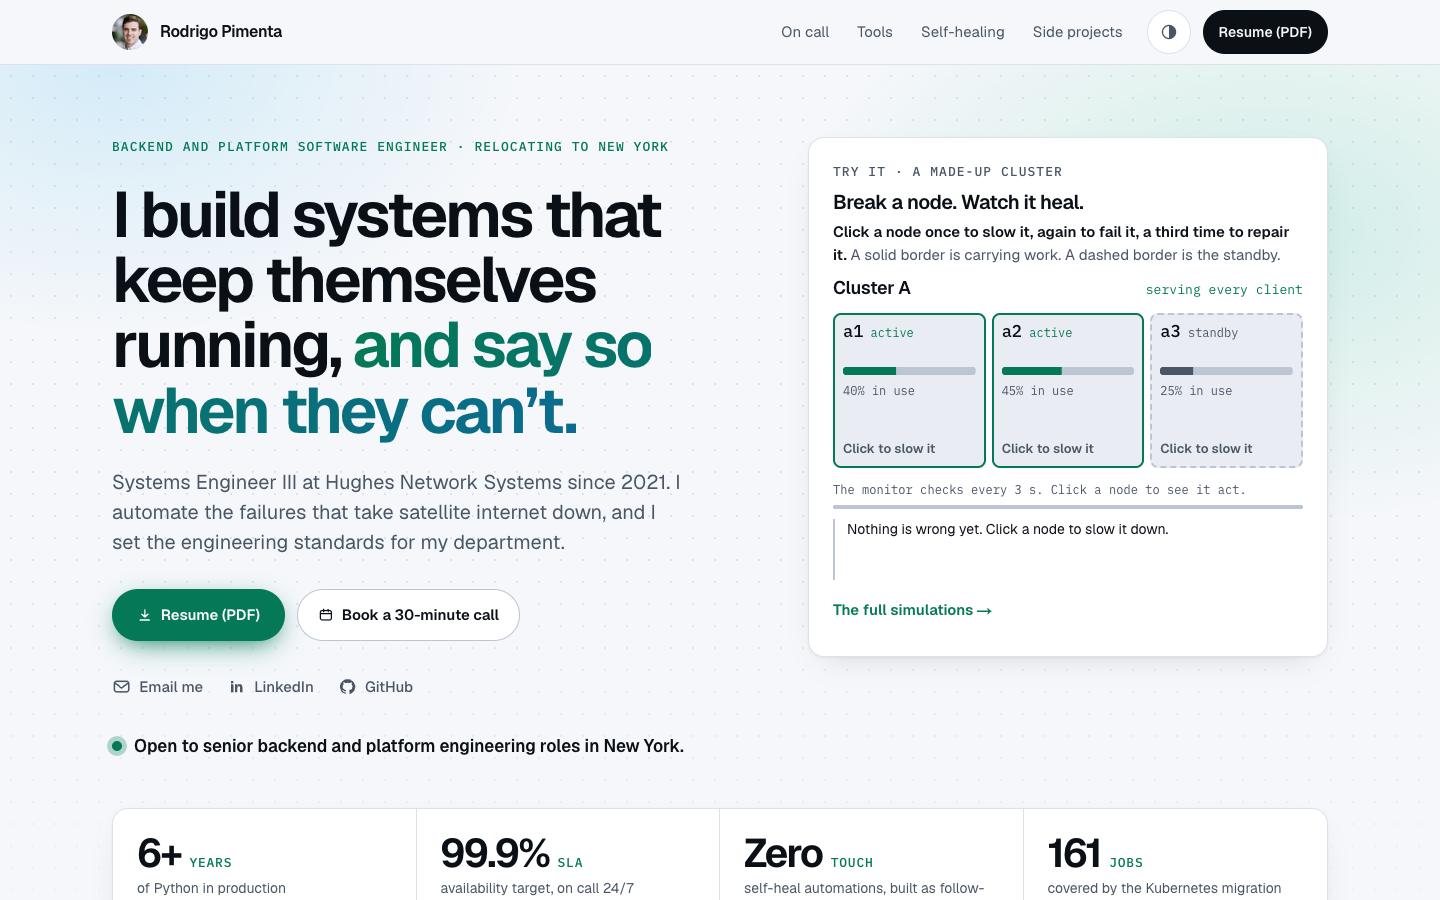 Rodrigo Pimenta
On call
Tools
Self-healing
Side projects
Resume (PDF)
BACKEND AND PLATFORM SOFTWARE ENGINEER · RELOCATING TO NEW YORK
I build systems that
keep themselves
running, and say so
when they can’t.
Systems Engineer III at Hughes Network Systems since 2021. I
automate the failures that take satellite internet down, and I
set the engineering standards for my department.
Resume (PDF)
Book a 30-minute call
Email me
LinkedIn
GitHub
Open to senior backend and platform engineering roles in New York.
TRY IT · A MADE-UP CLUSTER
Break a node. Watch it heal.
Click a node once to slow it, again to fail it, a third time to repair
it. A solid border is carrying work. A dashed border is the standby.
Cluster A
serving every client
a1 active
40% in use
Click to slow it
a2 active
45% in use
Click to slow it
a3 standby
25% in use
Click to slow it
The monitor checks every 3 s. Click a node to see it act.
Nothing is wrong yet. Click a node to slow it down.
The full simulations →
6+ YEARS
of Python in production
99.9% SLA
availability target, on call 24/7
Zero TOUCH
self-heal automations, built as follow-
161 JOBS
covered by the Kubernetes migration